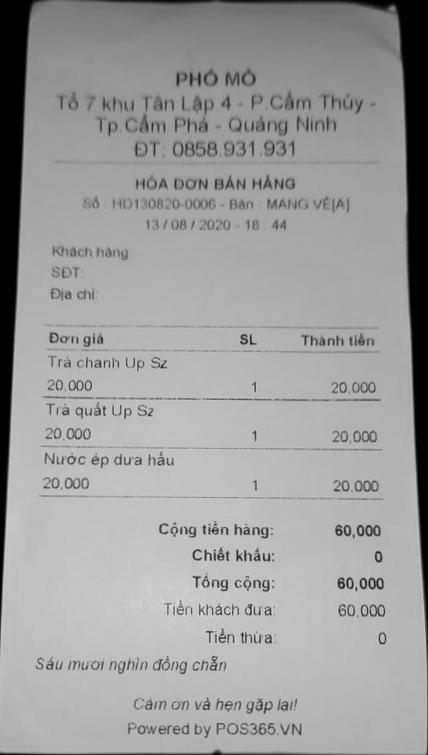 PHỐ MỎ
Tổ 7 khu Tân Lập 4 - P.Cẩm Thủy -
Tp.Cẩm Phả - Quảng Ninh
ĐT: 0858.931.931
HÓA ĐƠN BÁN HÀNG
Số : HD130820-0006 - Bàn : MANG VỀ[A]
13 / 08 / 2020 - 18 : 44
Khách hàng:
SĐT:
Địa chỉ:
Đơn giá SL Thành tiền
Trà chanh Up Sz
20,000 1 20,000
Trà quất Up Sz
20,000 1 20,000
Nước ép dưa hấu
20,000 1 20,000
Cộng tiền hàng: 60,000
Chiết khấu: 0
Tổng cộng: 60,000
Tiền khách đưa: 60,000
Tiền thừa: 0
Sáu mươi nghìn đồng chẵn
Cảm ơn và hẹn gặp lại!
Powered by POS365.VN